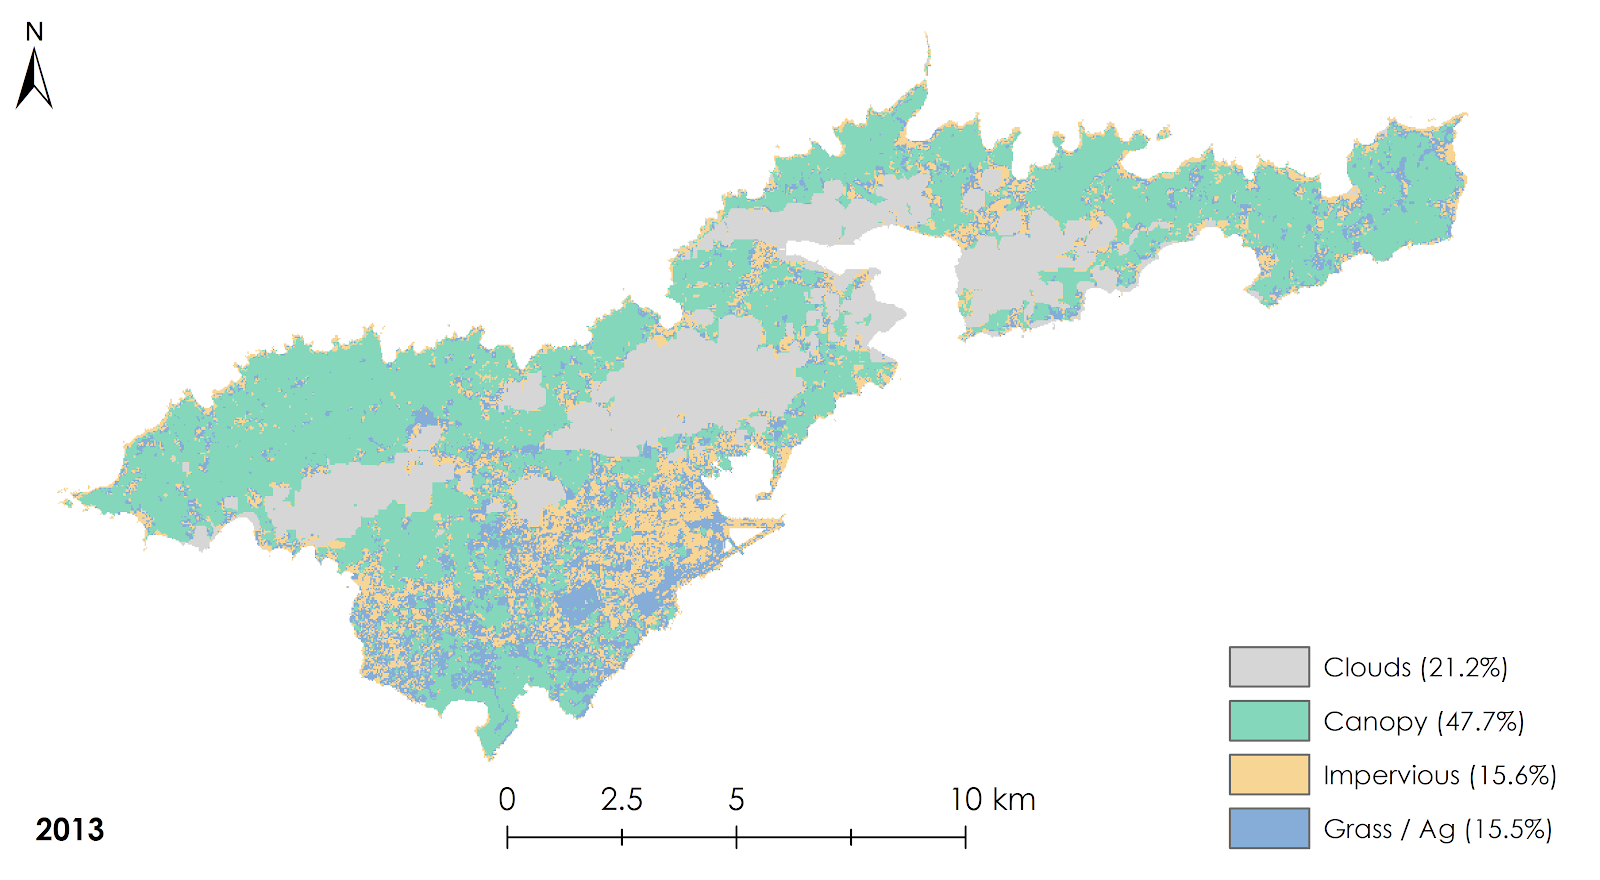 N
Clouds (21.2%)
Canopy (47.7%)
Impervious (15.6%)
Grass / Ag (15.5%)
0 2.5 5 10 km
2013